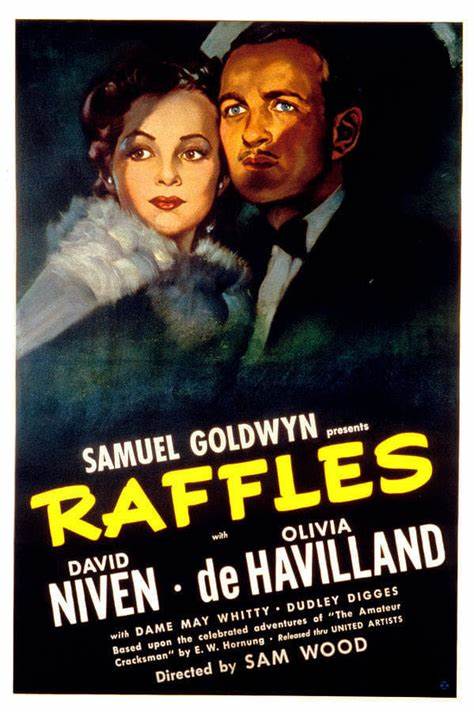 SAMUEL GOLDWYN presents
RAFFLES
with
DAVID NIVEN · OLIVIA de HAVILLAND
with DAME MAY WHITTY · DUDLEY DIGGES
Based upon the celebrated adventures of "The Amateur
Cracksman" by E. W. Hornung · Released thru UNITED ARTISTS
Directed by SAM WOOD